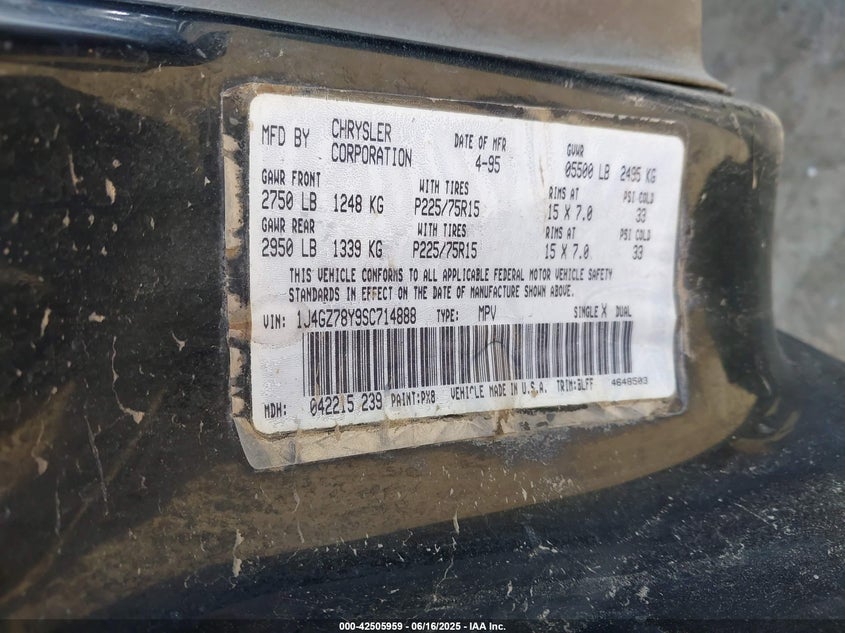 MFD BY CHRYSLER CORPORATION DATE OF MFR 4-95 GVWR 05500 LB 2495 KG
GAWR FRONT WITH TIRES RIMS AT PSI COLD
2750 LB 1248 KG P225/75R15 15 X 7.0 33
GAWR REAR WITH TIRES RIMS AT PSI COLD
2950 LB 1339 KG P225/75R15 15 X 7.0 33
THIS VEHICLE CONFORMS TO ALL APPLICABLE FEDERAL MOTOR VEHICLE SAFETY
STANDARDS IN EFFECT ON THE DATE OF MANUFACTURE SHOWN ABOVE.
VIN: 1J4GZ78Y9SC714888 TYPE: MPV SINGLE X DUAL
MDH: 042215 239 PAINT: PX8 VEHICLE MADE IN U.S.A. TRIM: GLFF 4648503
000-42505959 - 06/16/2025 - IAA Inc.